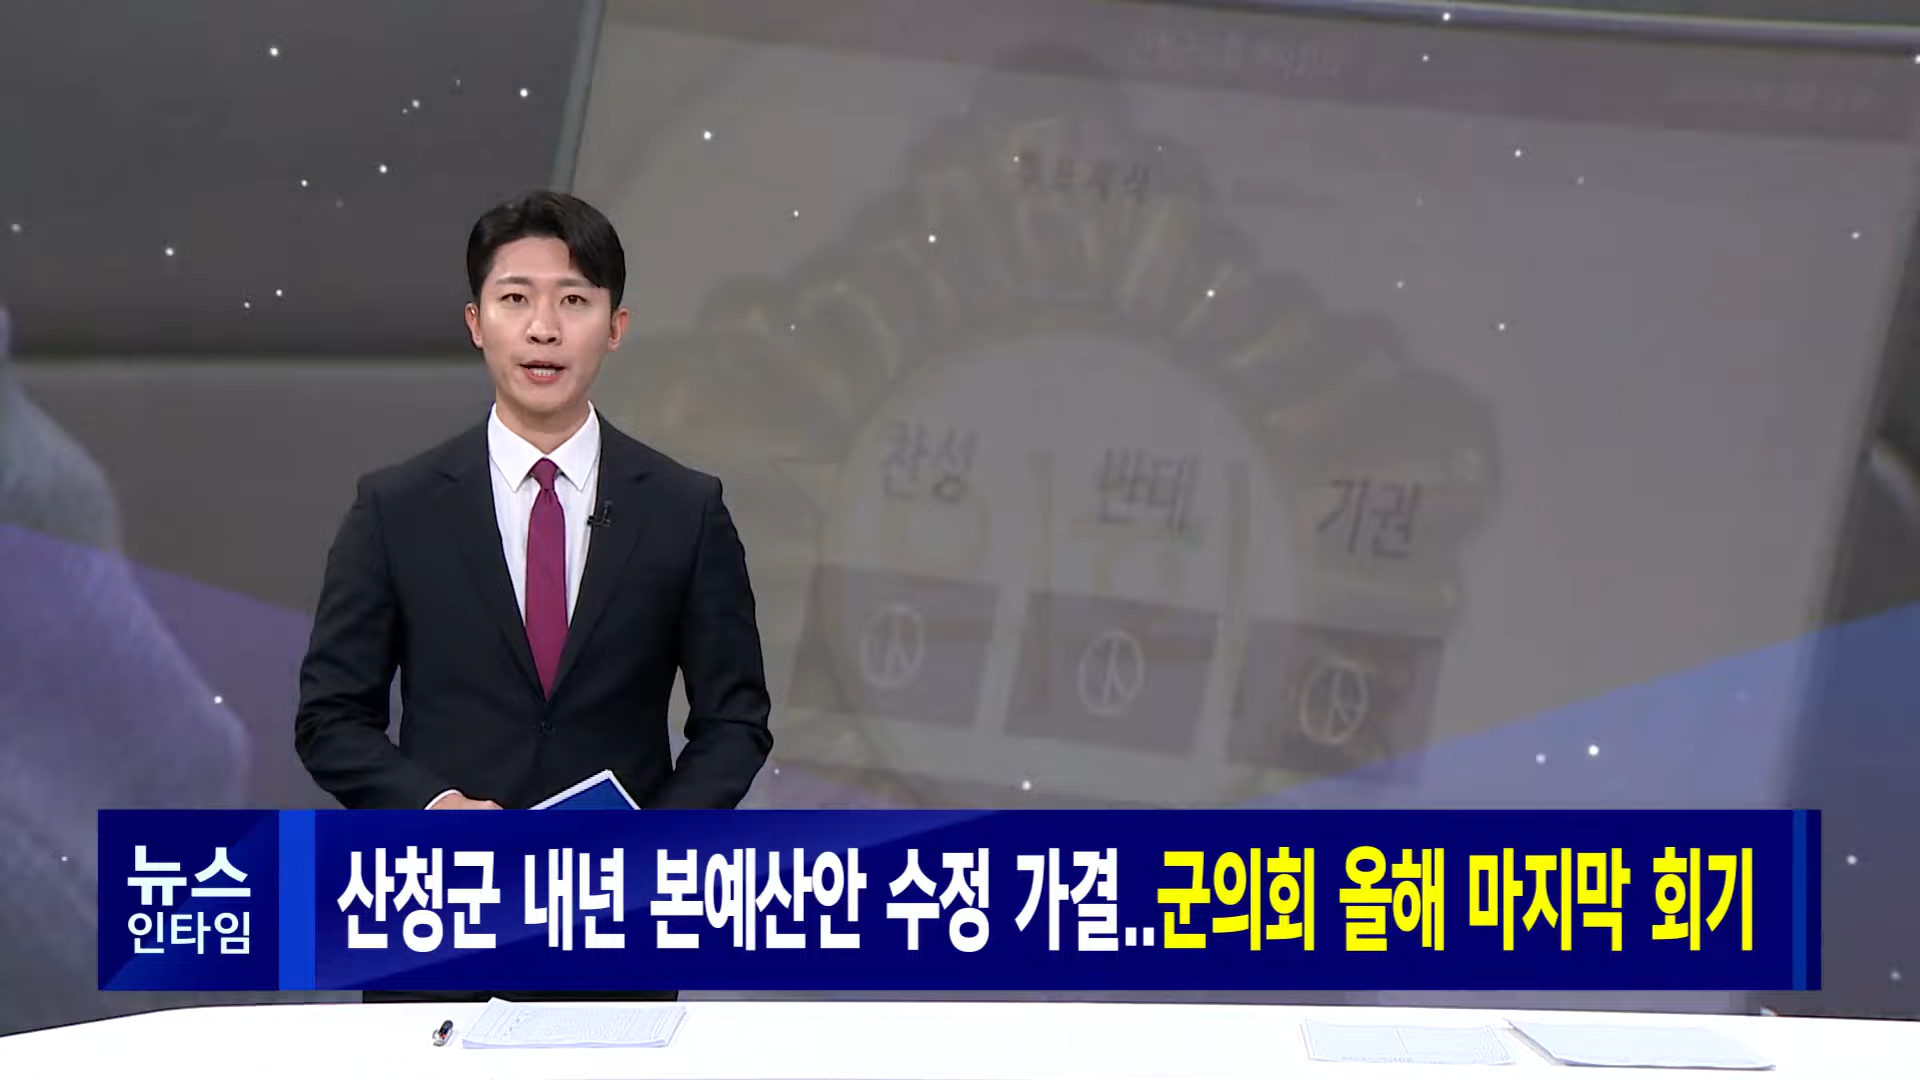 찬성
반대
기권
뉴스
인타임
산청군 내년 본예산안 수정 가결..군의회 올해 마지막 회기